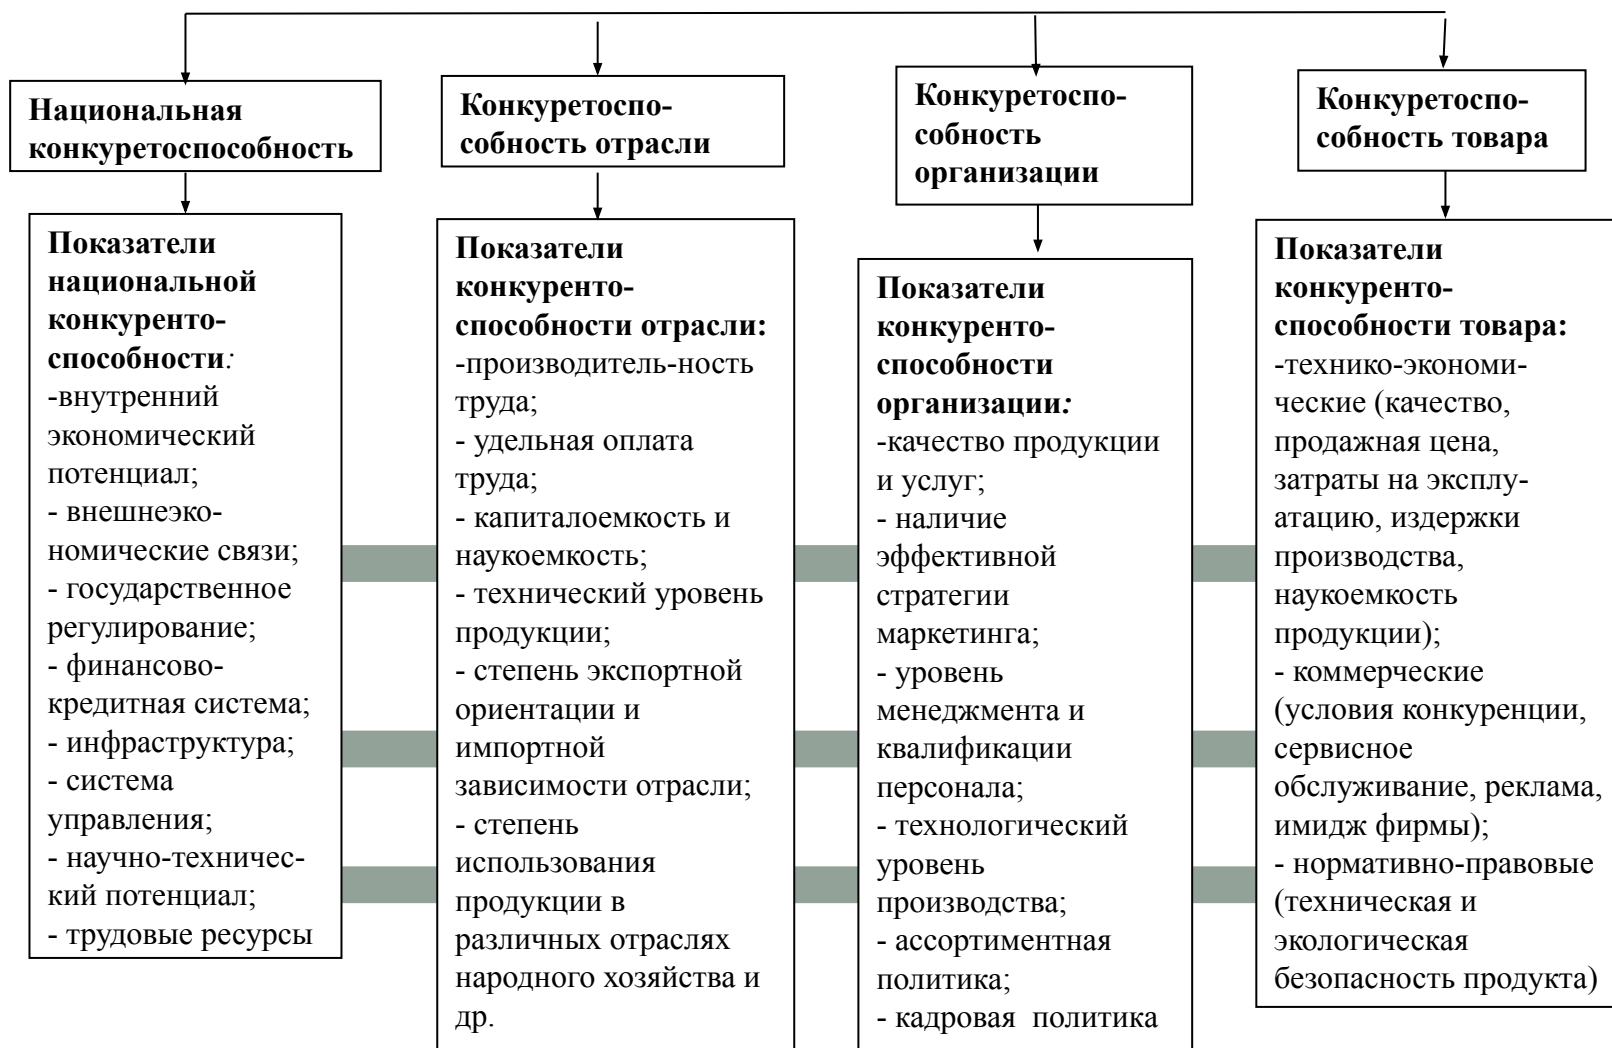 Национальная
конкуретоспособность
Конкуретоспо-
собность отрасли
Конкуретоспо-
собность
организации
Конкуретоспо-
собность товара
Показатели
национальной
конкуренто-
способности:
-внутренний
экономический
потенциал;
- внешнеэко-
номические связи;
- государственное
регулирование;
- финансово-
кредитная система;
- инфраструктура;
- система
управления;
- научно-техничес-
кий потенциал;
- трудовые ресурсы
Показатели
конкуренто-
способности отрасли:
-производитель-ность
труда;
- удельная оплата
труда;
- капиталоемкость и
наукоемкость;
- технический уровень
продукции;
- степень экспортной
ориентации и
импортной
зависимости отрасли;
- степень
использования
продукции в
различных отраслях
народного хозяйства и
др.
Показатели
конкуренто-
способности
организации:
-качество продукции
и услуг;
- наличие
эффективной
стратегии
маркетинга;
- уровень
менеджмента и
квалификации
персонала;
- технологический
уровень
производства;
- ассортиментная
политика;
- кадровая политика
Показатели
конкуренто-
способности товара:
-технико-экономи-
ческие (качество,
продажная цена,
затраты на эксплу-
атацию, издержки
производства,
наукоемкость
продукции);
- коммерческие
(условия конкуренции,
сервисное
обслуживание, реклама,
имидж фирмы);
- нормативно-правовые
(техническая и
экологическая
безопасность продукта)